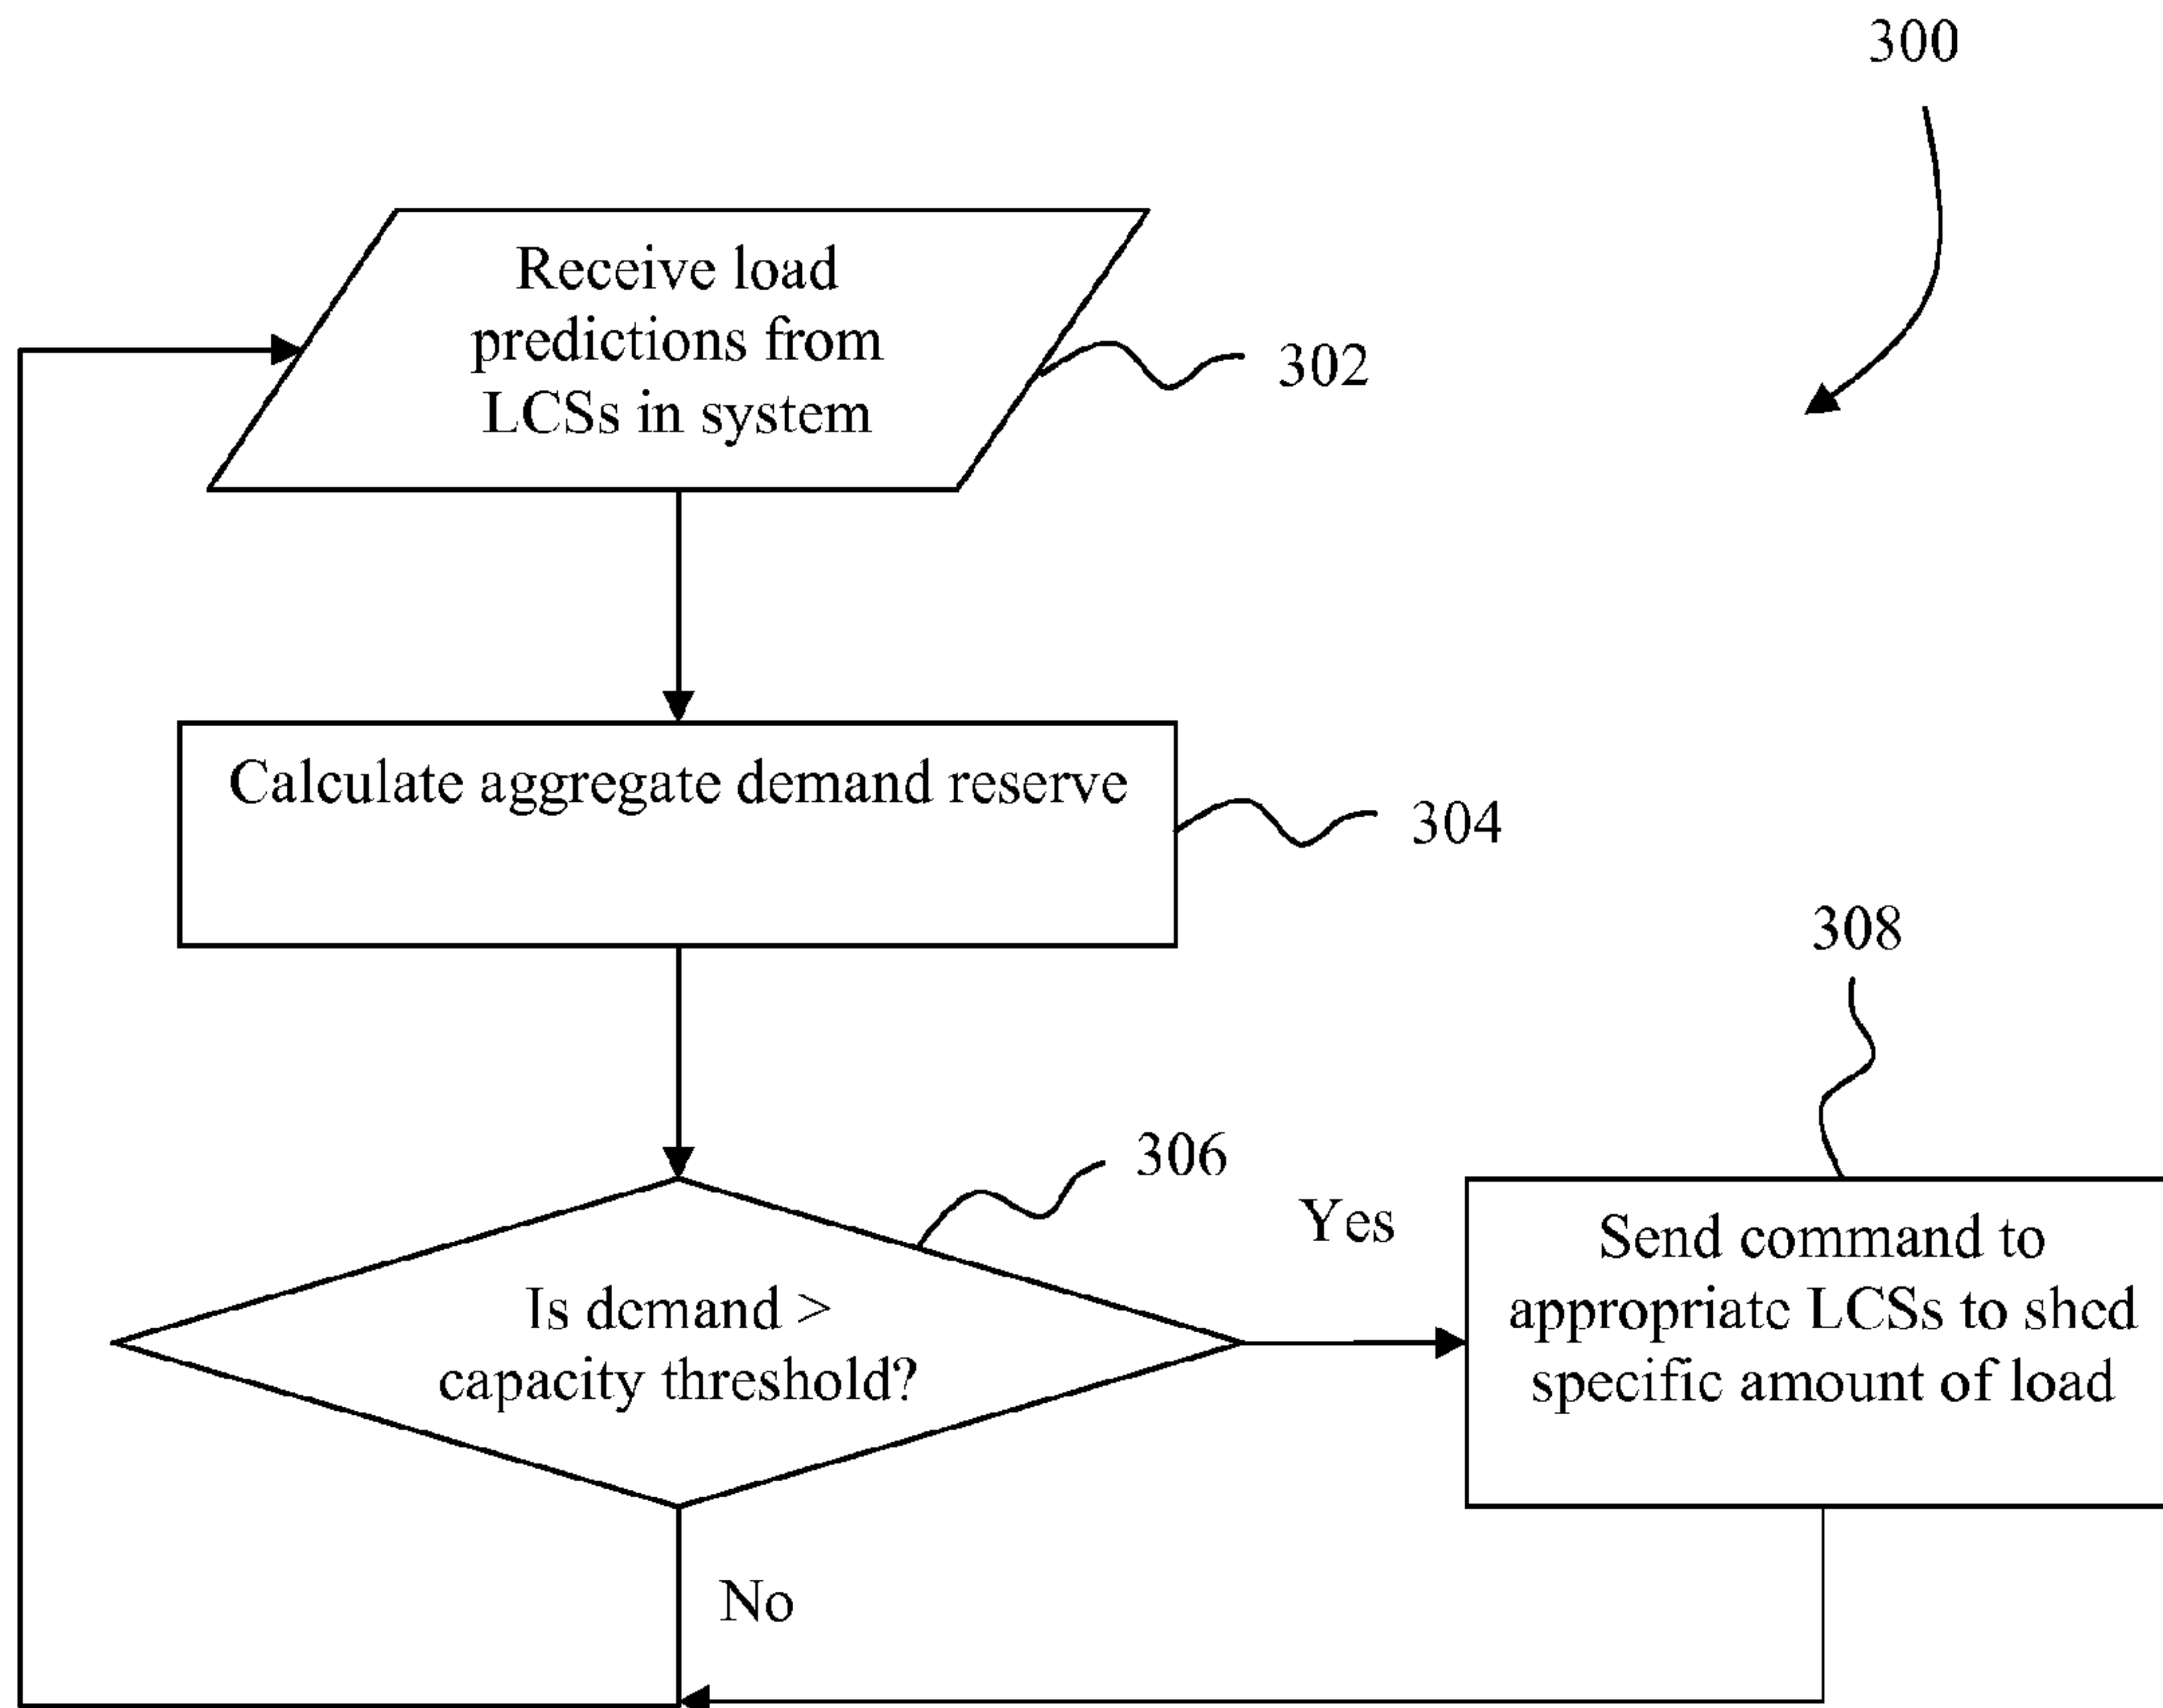 300
Receive load
predictions from
LCSs in system
302
Calculate aggregate demand reserve
304
308
306
Yes
Is demand >
capacity threshold?
Send command to
appropriate LCSs to shed
specific amount of load
No